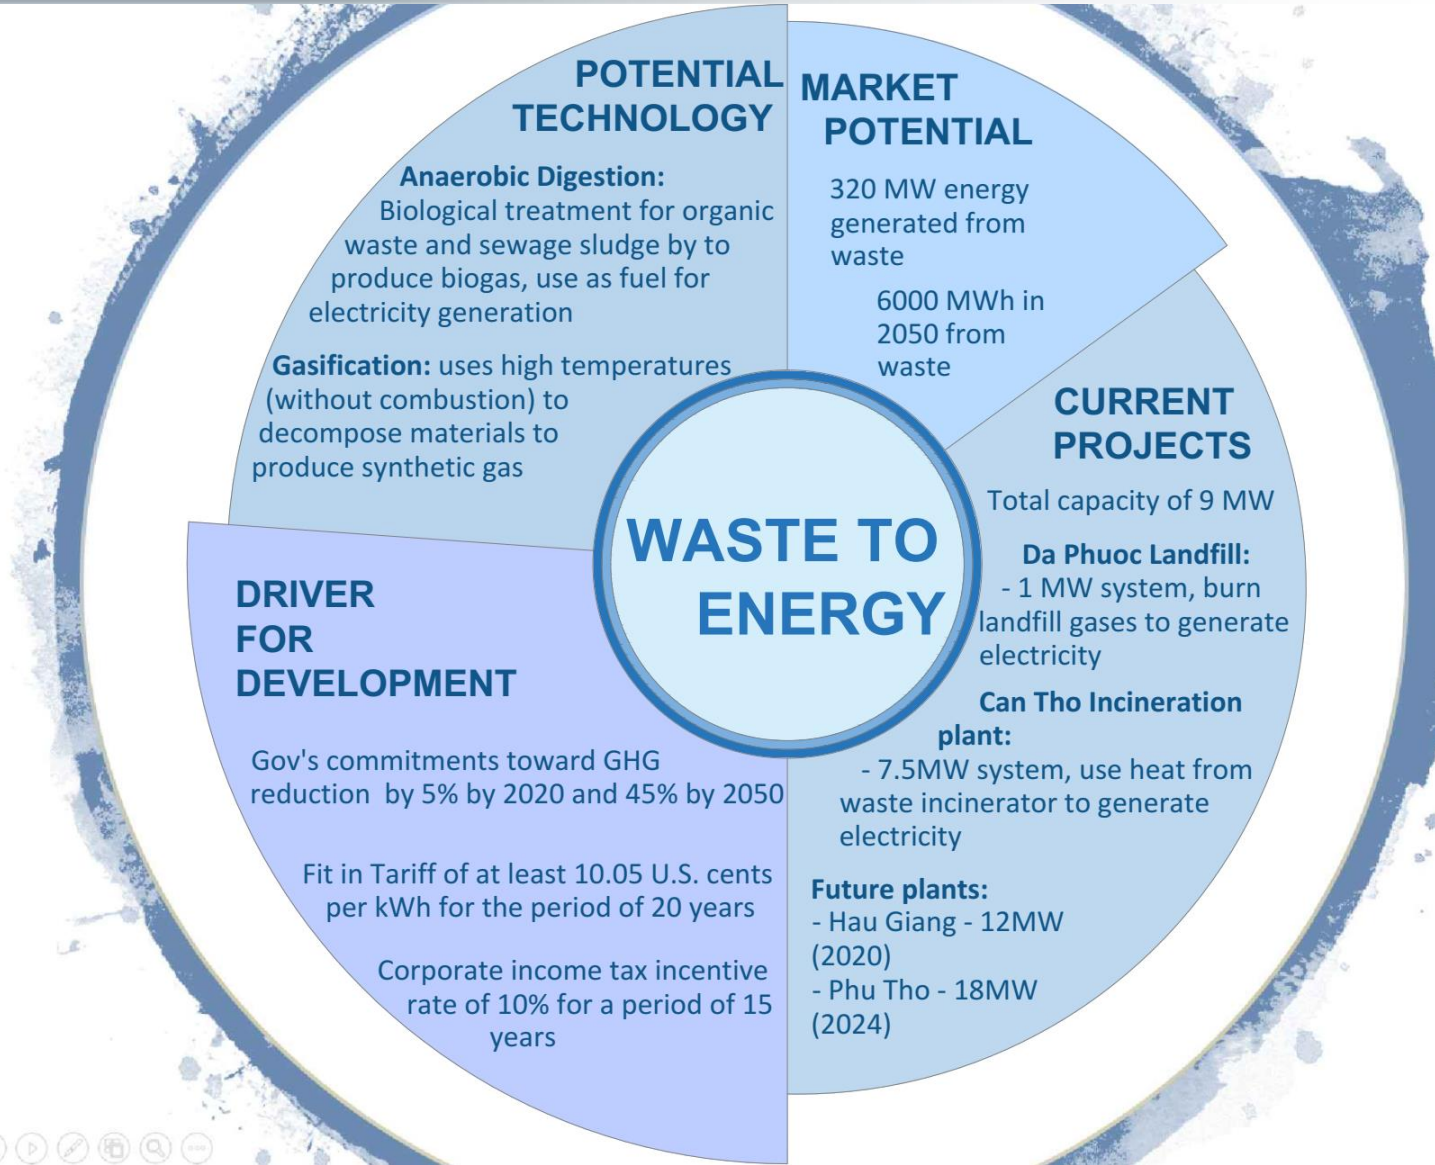 POTENTIAL
TECHNOLOGY
Anaerobic Digestion:
Biological treatment for organic
waste and sewage sludge by to
produce biogas, use as fuel for
electricity generation
Gasification: uses high temperatures
(without combustion) to
decompose materials to
produce synthetic gas
MARKET
POTENTIAL
320 MW energy
generated from
waste
6000 MWh in
2050 from
waste
CURRENT
PROJECTS
Total capacity of 9 MW
Da Phuoc Landfill:
- 1 MW system, burn
landfill gases to generate
electricity
Can Tho Incineration
plant:
- 7.5MW system, use heat from
waste incinerator to generate
electricity
Future plants:
- Hau Giang - 12MW
(2020)
- Phu Tho - 18MW
(2024)
WASTE TO
ENERGY
DRIVER
FOR
DEVELOPMENT
Gov's commitments toward GHG
reduction  by 5% by 2020 and 45% by 2050
Fit in Tariff of at least 10.05 U.S. cents
per kWh for the period of 20 years
Corporate income tax incentive
rate of 10% for a period of 15
years